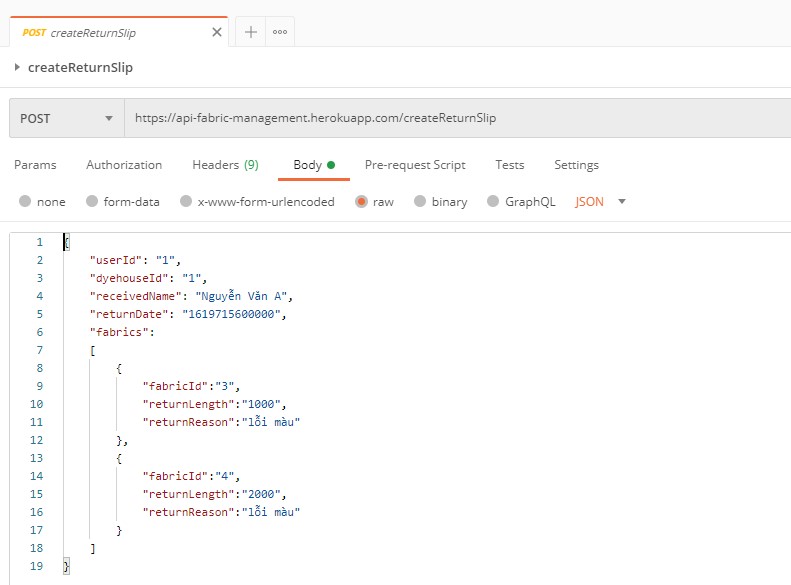 POST createReturnSlip
createReturnSlip
POST https://api-fabric-management.herokuapp.com/createReturnSlip
Params Authorization Headers (9) Body Pre-request Script Tests Settings
none form-data x-www-form-urlencoded raw binary GraphQL JSON
1 {
2 "userId": "1",
3 "dyehouseId": "1",
4 "receivedName": "Nguyễn Văn A",
5 "returnDate": "1619715600000",
6 "fabrics":
7 [
8 {
9 "fabricId":"3",
10 "returnLength":"1000",
11 "returnReason":"lỗi màu"
12 },
13 {
14 "fabricId":"4",
15 "returnLength":"2000",
16 "returnReason":"lỗi màu"
17 }
18 ]
19 }